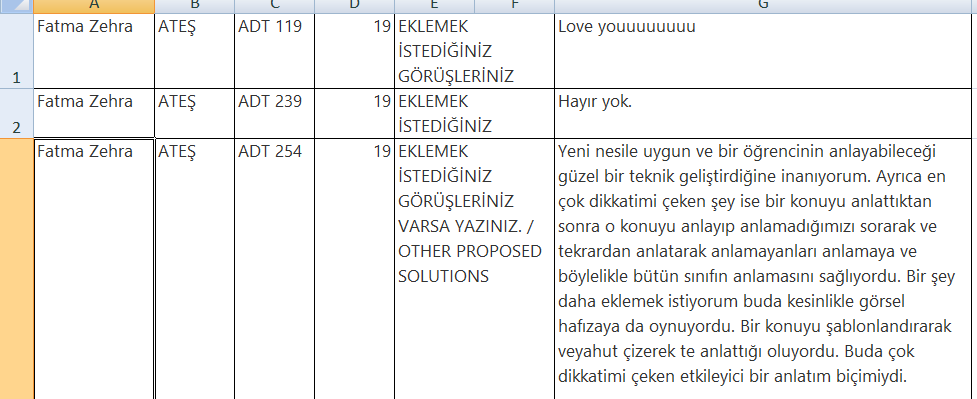 A B C D E F G
1 Fatma Zehra ATEŞ ADT 119 19 EKLEMEK İSTEDİĞİNİZ GÖRÜŞLERİNİZ Love youuuuuuuuu
2 Fatma Zehra ATEŞ ADT 239 19 EKLEMEK İSTEDİĞİNİZ Hayır yok.
Fatma Zehra ATEŞ ADT 254 19
EKLEMEK
İSTEDİĞİNİZ
GÖRÜŞLERİNİZ
VARSA YAZINIZ. /
OTHER PROPOSED
SOLUTIONS
Yeni nesile uygun ve bir öğrencinin anlayabileceği
güzel bir teknik geliştirdiğine inanıyorum. Ayrıca en
çok dikkatimi çeken şey ise bir konuyu anlattıktan
sonra o konuyu anlayıp anlamadığımızı sorarak ve
tekrardan anlatarak anlamayanları anlamaya ve
böylelikle bütün sınıfın anlamasını sağlıyordu. Bir şey
daha eklemek istiyorum buda kesinlikle görsel
hafızaya da oynuyordu. Bir konuyu şablonlandırarak
veyahut çizerek te anlattığı oluyordu. Buda çok
dikkatimi çeken etkileyici bir anlatım biçimiydi.